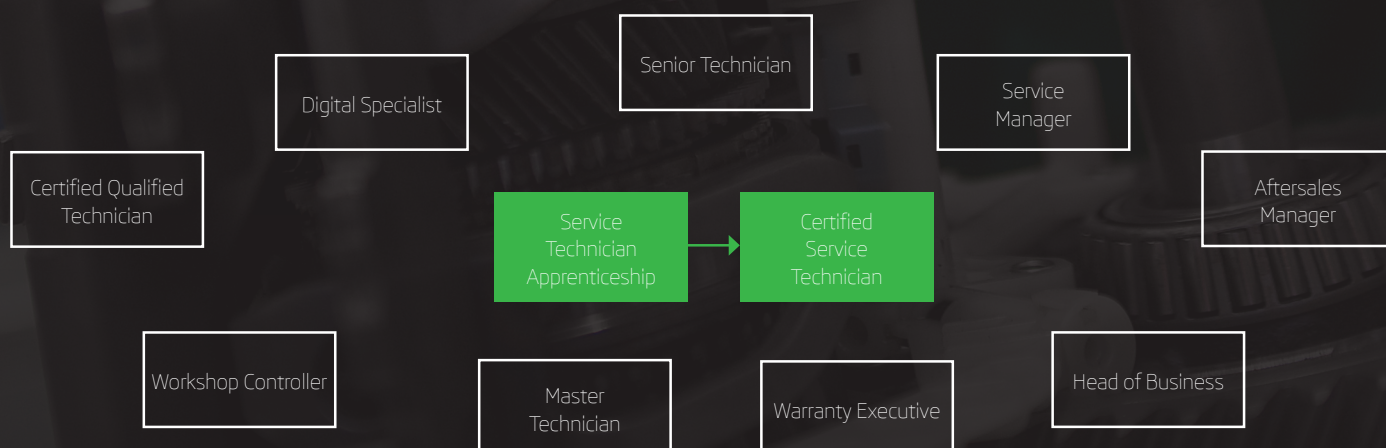 Senior Technician
Digital Specialist
Service
Manager
Certified Qualified
Technician
Aftersales
Manager
Service
Technician
Apprenticeship
Certified
Service
Technician
Workshop Controller
Master
Technician
Warranty Executive
Head of Business